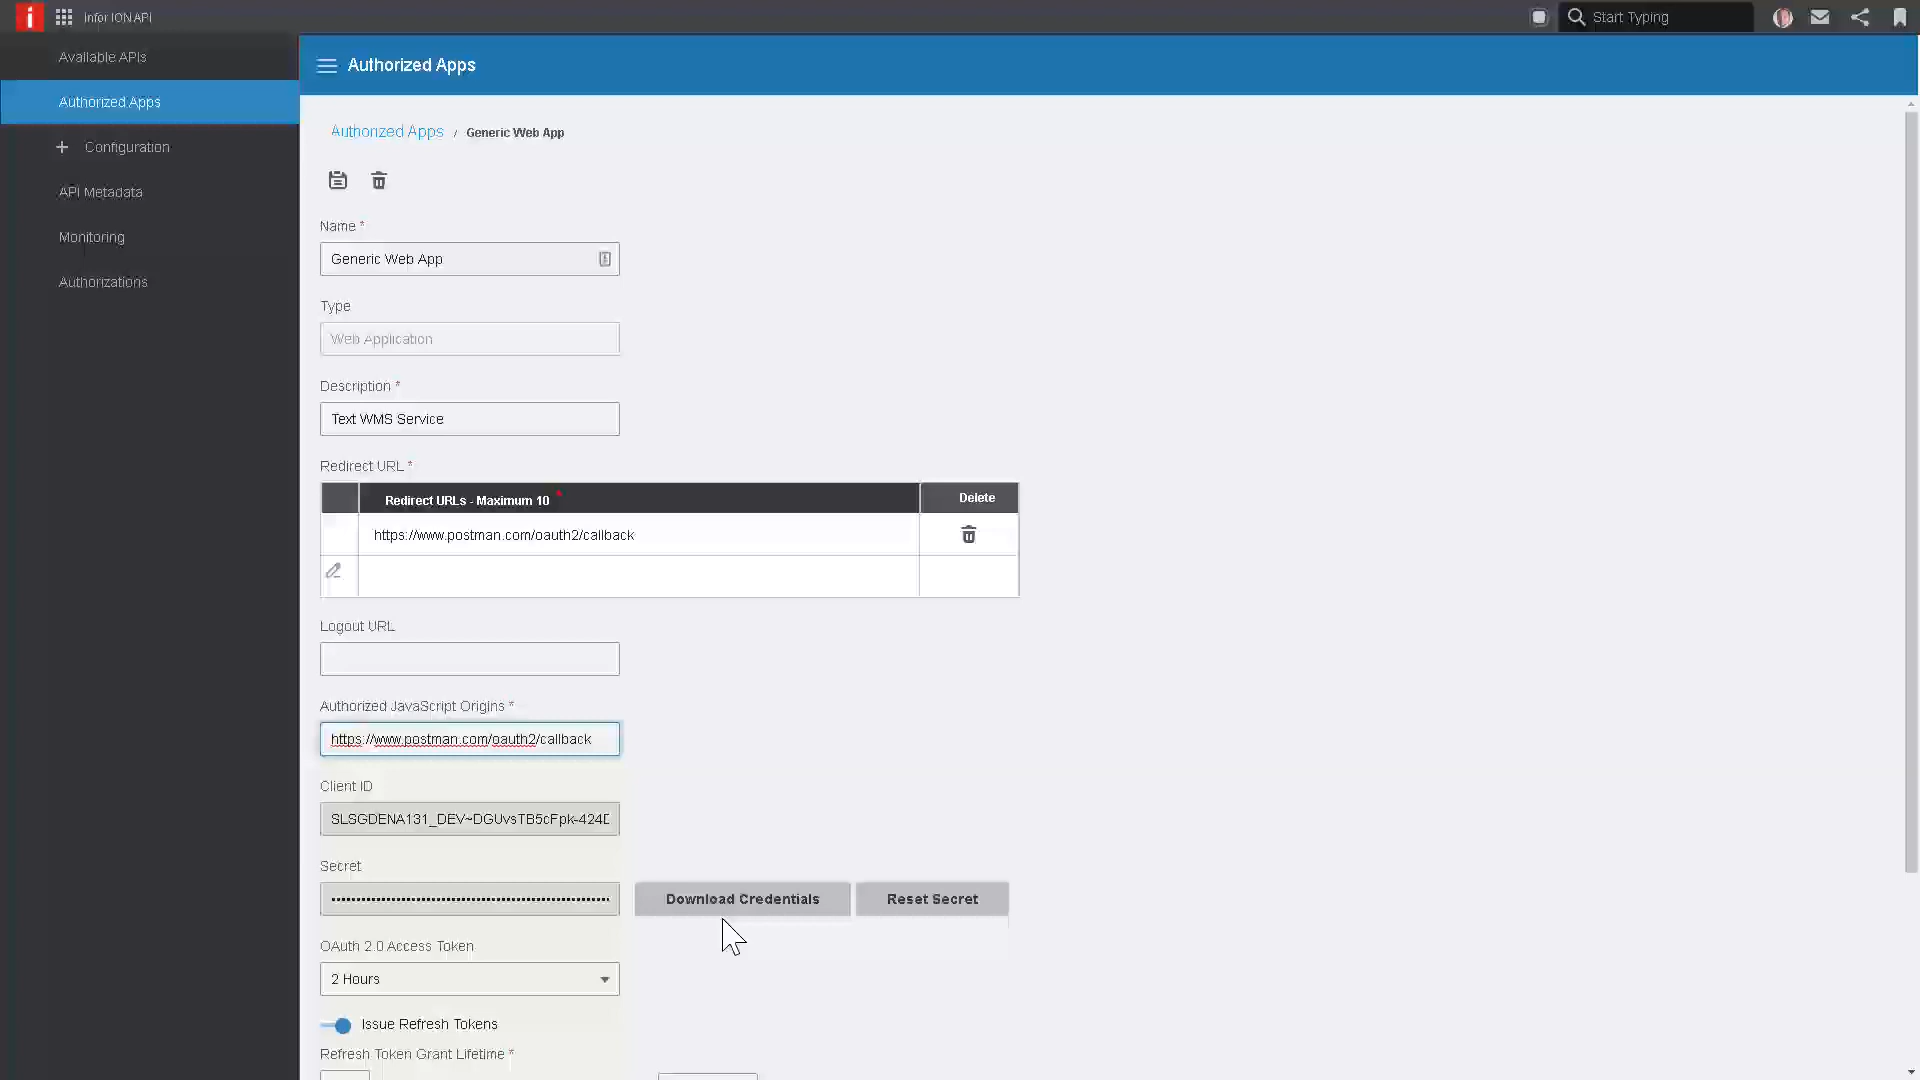 Infor ION API
Start Typing
Available APIs
Authorized Apps
Configuration
API Metadata
Monitoring
Authorizations
Authorized Apps
Authorized Apps / Generic Web App
Name *
Generic Web App
Type
Web Application
Description *
Text WMS Service
Redirect URL *
Redirect URLs - Maximum 10 *
Delete
https://www.postman.com/oauth2/callback
Logout URL
Authorized JavaScript Origins *
https://www.postman.com/oauth2/callback
Client ID
SLSGDENA131_DEV~DGUvsTB5cFpk-424E
Secret
Download Credentials
Reset Secret
OAuth 2.0 Access Token
2 Hours
Issue Refresh Tokens
Refresh Token Grant Lifetime *